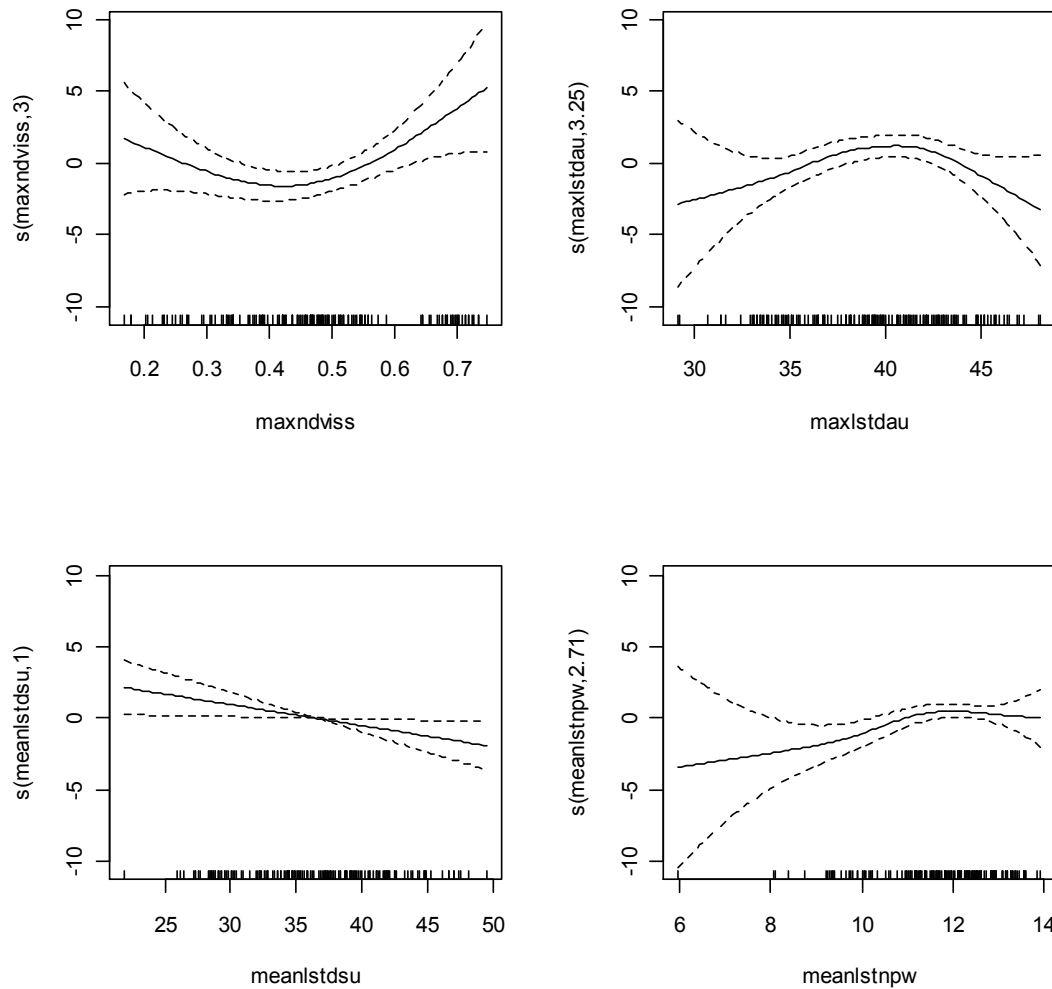 s(maxndviss,3)
10
5
0
-5
-10
0.2 0.3 0.4 0.5 0.6 0.7
maxndviss
s(maxlstdau,3.25)
10
5
0
-5
-10
30 35 40 45
maxlstdau
s(meanlstdsu,1)
10
5
0
-5
-10
25 30 35 40 45 50
meanlstdsu
s(meanlstnpw,2.71)
10
5
0
-5
-10
6 8 10 12 14
meanlstnpw